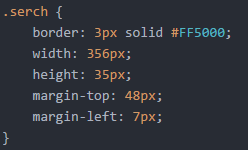 .serch {
    border: 3px solid #FF5000;
    width: 356px;
    height: 35px;
    margin-top: 48px;
    margin-left: 7px;
}